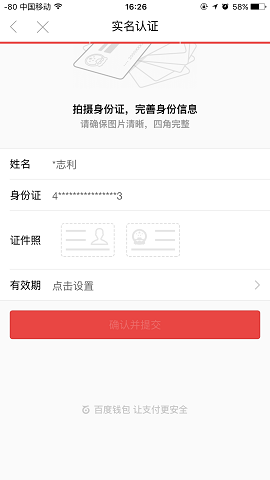 -80 中国移动 16:26 58%
实名认证
拍摄身份证，完善身份信息
请确保图片清晰，四角完整
姓名 *志利
身份证 4***************3
证件照
有效期 点击设置
确认并提交
百度钱包 让支付更安全